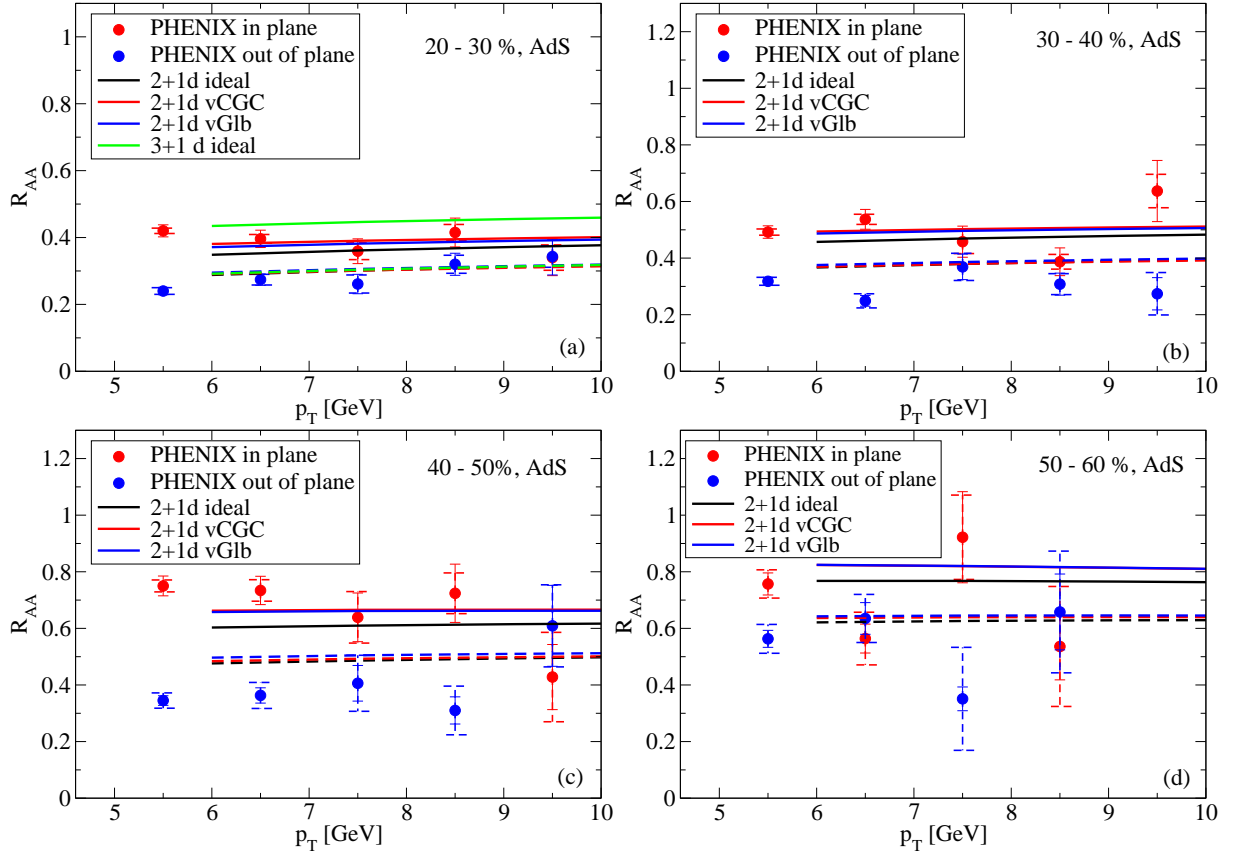 PHENIX in plane
PHENIX out of plane
2+1d ideal
2+1d vCGC
2+1d vGlb
3+1 d ideal
20 - 30 %, AdS
(a)
R_AA
0
0.2
0.4
0.6
0.8
1
5
6
7
8
9
10
p_T [GeV]
PHENIX in plane
PHENIX out of plane
2+1d ideal
2+1d vCGC
2+1d vGlb
30 - 40 %, AdS
(b)
R_AA
0
0.2
0.4
0.6
0.8
1
1.2
5
6
7
8
9
10
p_T [GeV]
PHENIX in plane
PHENIX out of plane
2+1d ideal
2+1d vCGC
2+1d vGlb
40 - 50%, AdS
(c)
R_AA
0
0.2
0.4
0.6
0.8
1
1.2
5
6
7
8
9
10
p_T [GeV]
PHENIX in plane
PHENIX out of plane
2+1d ideal
2+1d vCGC
2+1d vGlb
50 - 60 %, AdS
(d)
R_AA
0
0.2
0.4
0.6
0.8
1
1.2
5
6
7
8
9
10
p_T [GeV]